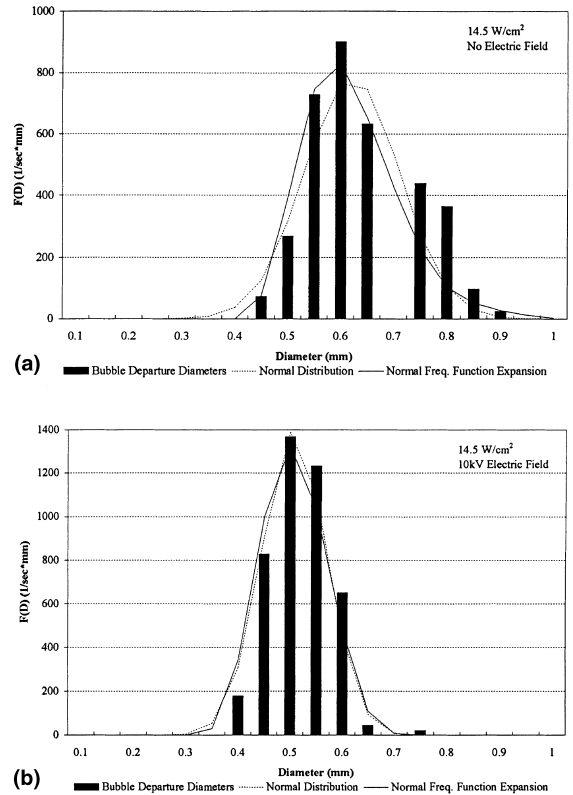 14.5 W/cm²
No Electric Field
1000
800
600
400
200
0
F(D) (1/sec*mm)
0.1 0.2 0.3 0.4 0.5 0.6 0.7 0.8 0.9 1
Diameter (mm)
(a)
Bubble Departure Diameters Normal Distribution Normal Freq. Function Expansion
14.5 W/cm²
10kV Electric Field
1400
1200
1000
800
600
400
200
0
F(D) (1/sec*mm)
0.1 0.2 0.3 0.4 0.5 0.6 0.7 0.8 0.9 1
Diameter (mm)
(b)
Bubble Departure Diameters Normal Distribution Normal Freq. Function Expansion